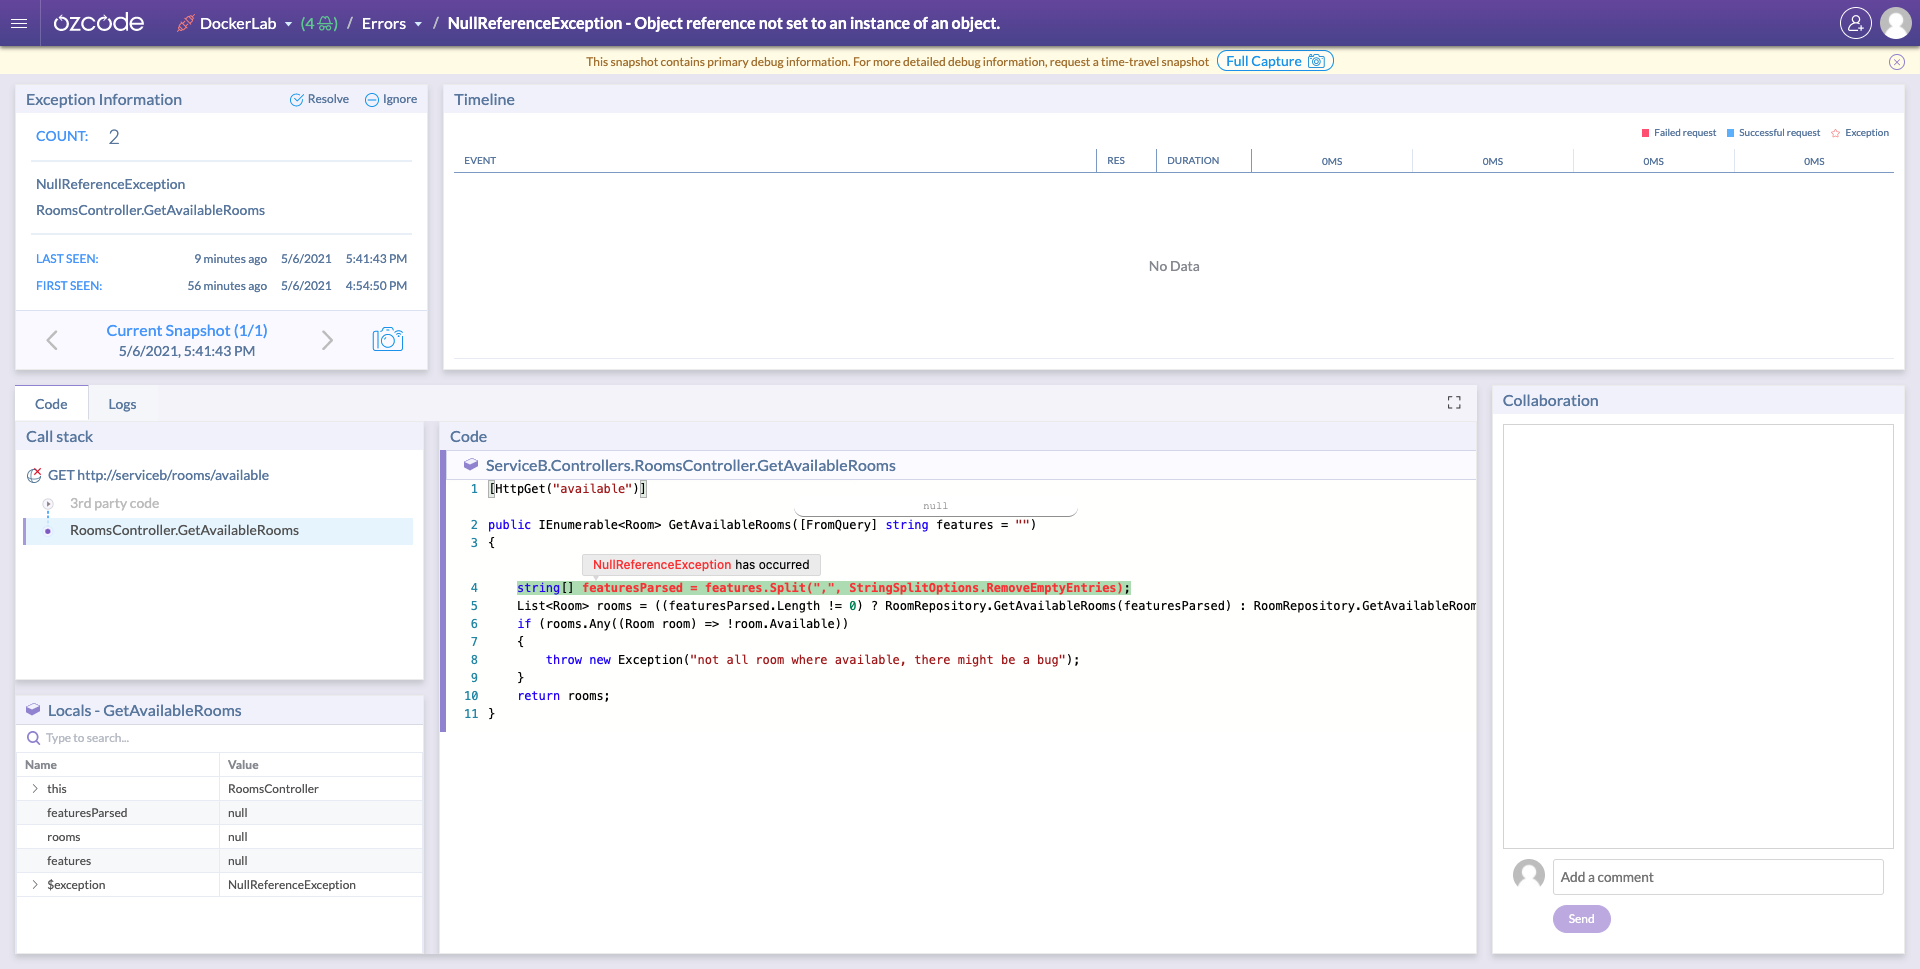 ozcode DockerLab (4) / Errors / NullReferenceException - Object reference not set to an instance of an object.
This snapshot contains primary debug information. For more detailed debug information, request a time-travel snapshot Full Capture
Exception Information Resolve Ignore
COUNT: 2
NullReferenceException
RoomsController.GetAvailableRooms
LAST SEEN: 9 minutes ago 5/6/2021 5:41:43 PM
FIRST SEEN: 56 minutes ago 5/6/2021 4:54:50 PM
Current Snapshot (1/1)
5/6/2021, 5:41:43 PM
Timeline
Failed request Successful request Exception
EVENT RES DURATION 0MS 0MS 0MS 0MS
No Data
Code Logs
Call stack
GET http://serviceb/rooms/available
3rd party code
RoomsController.GetAvailableRooms
Locals - GetAvailableRooms
Type to search...
Name Value
this RoomsController
featuresParsed null
rooms null
features null
$exception NullReferenceException
Code
ServiceB.Controllers.RoomsController.GetAvailableRooms
1 [HttpGet("available")]
null
2 public IEnumerable<Room> GetAvailableRooms([FromQuery] string features = "")
3 {
NullReferenceException has occurred
4 string[] featuresParsed = features.Split(",", StringSplitOptions.RemoveEmptyEntries);
5 List<Room> rooms = ((featuresParsed.Length != 0) ? RoomRepository.GetAvailableRooms(featuresParsed) : RoomRepository.GetAvailableRoom
6 if (rooms.Any((Room room) => !room.Available))
7 {
8 throw new Exception("not all room where available, there might be a bug");
9 }
10 return rooms;
11 }
Collaboration
Add a comment
Send